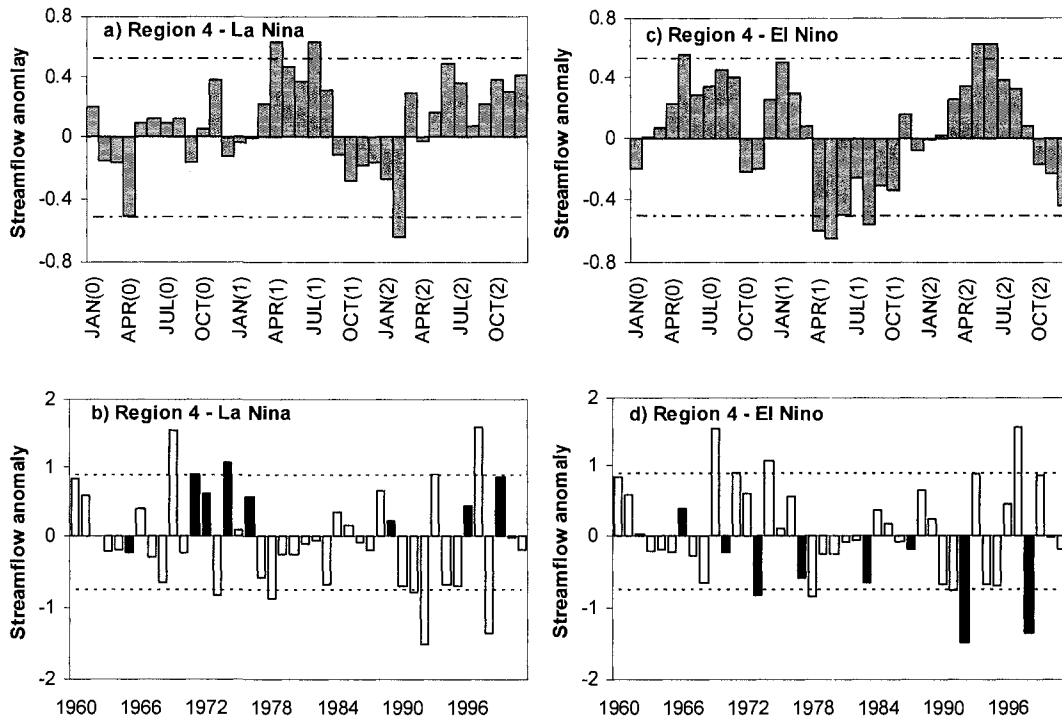 a) Region 4 - La Nina
Streamflow anomlay
0.8
0.4
0
-0.4
-0.8
JAN(0)
APR(0)
JUL(0)
OCT(0)
JAN(1)
APR(1)
JUL(1)
OCT(1)
JAN(2)
APR(2)
JUL(2)
OCT(2)
c) Region 4 - El Nino
Streamflow anomaly
0.8
0.4
0
-0.4
-0.8
JAN(0)
APR(0)
JUL(0)
OCT(0)
JAN(1)
APR(1)
JUL(1)
OCT(1)
JAN(2)
APR(2)
JUL(2)
OCT(2)
b) Region 4 - La Nina
Streamflow anomaly
2
1
0
-1
-2
1960
1966
1972
1978
1984
1990
1996
d) Region 4 - El Nino
Streamflow anomaly
2
1
0
-1
-2
1960
1966
1972
1978
1984
1990
1996